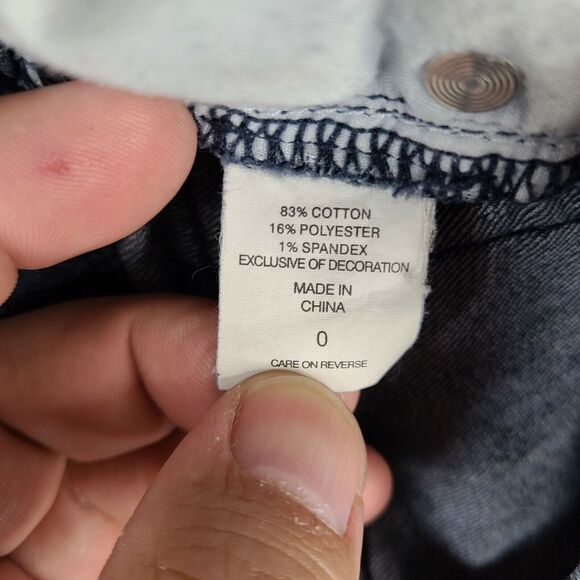 83% COTTON
16% POLYESTER
1% SPANDEX
EXCLUSIVE OF DECORATION
MADE IN
CHINA
0
CARE ON REVERSE